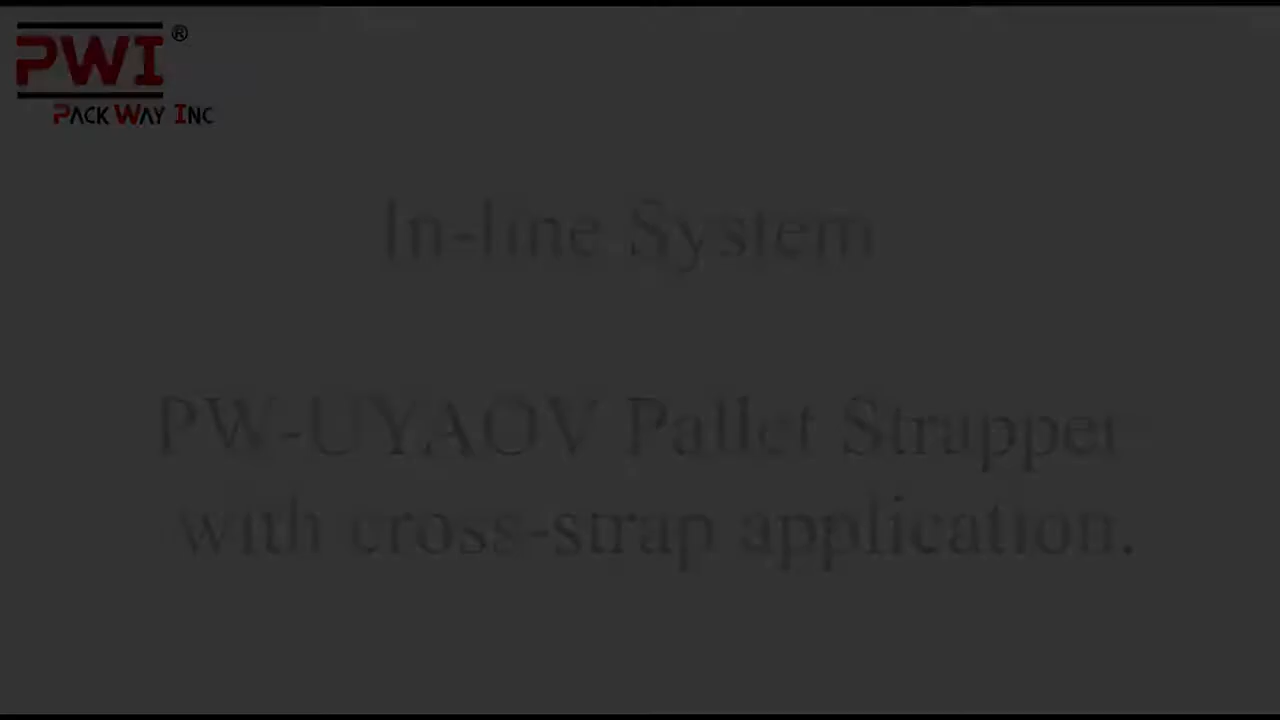 PWI®
PACK WAY INC
In-line System
PW-UYAOV Pallet Strapper
with cross-strap application.